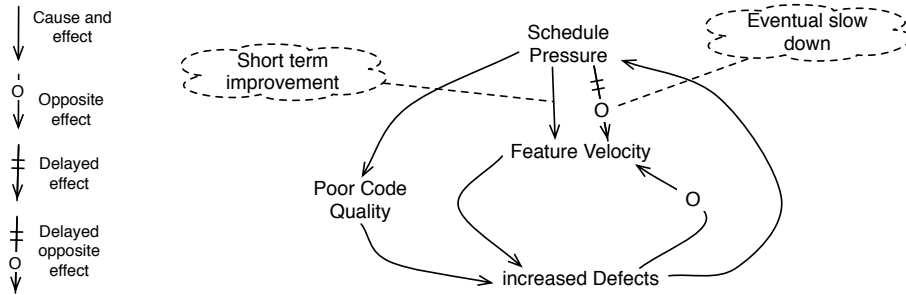 Cause and
effect
O
Opposite
effect
Delayed
effect
Delayed
opposite
effect
O
Short term
improvement
Schedule
Pressure
Eventual slow
down
O
Feature Velocity
Poor Code
Quality
O
increased Defects